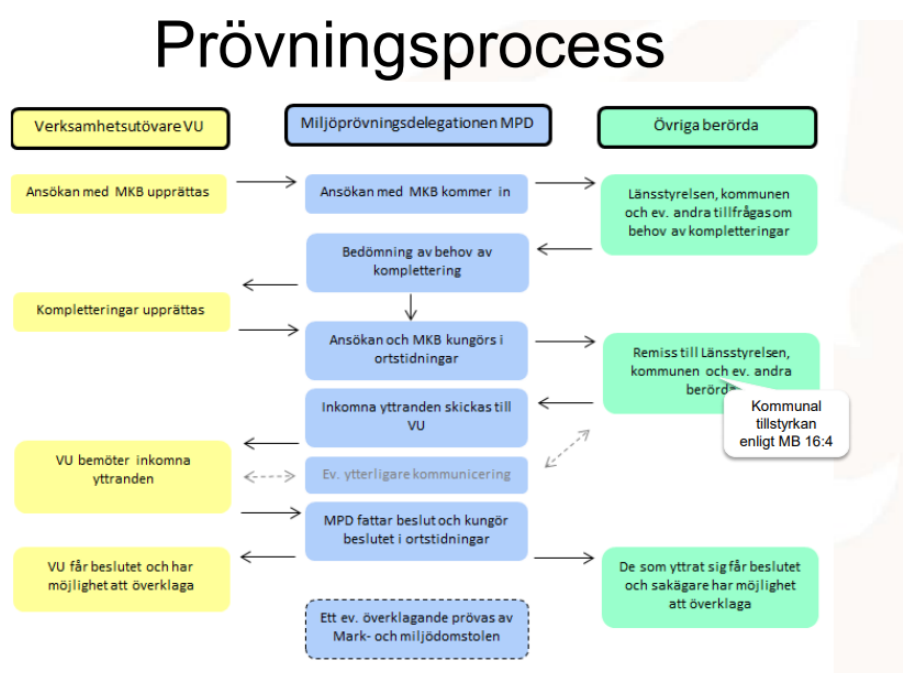 Prövningsprocess
Verksamhetsutövare VU
Miljöprövningsdelegationen MPD
Övriga berörda
Ansökan med MKB upprättas
Ansökan med MKB kommer in
Länsstyrelsen, kommunen
och ev. andra tillfrågas om
behov av kompletteringar
Bedömning av behov av
komplettering
Kompletteringar upprättas
Ansökan och MKB kungörs i
ortstidningar
Remiss till Länsstyrelsen,
kommunen och ev. andra
berörda
Kommunal
tillstyrkan
enligt MB 16:4
Inkomna yttranden skickas till
VU
VU bemöter inkomna
yttranden
Ev. ytterligare kommunicering
MPD fattar beslut och kungör
beslutet i ortstidningar
VU får beslutet och har
möjlighet att överklaga
De som yttrat sig får beslutet
och sakägare har möjlighet
att överklaga
Ett ev. överklagande prövas av
Mark- och miljödomstolen